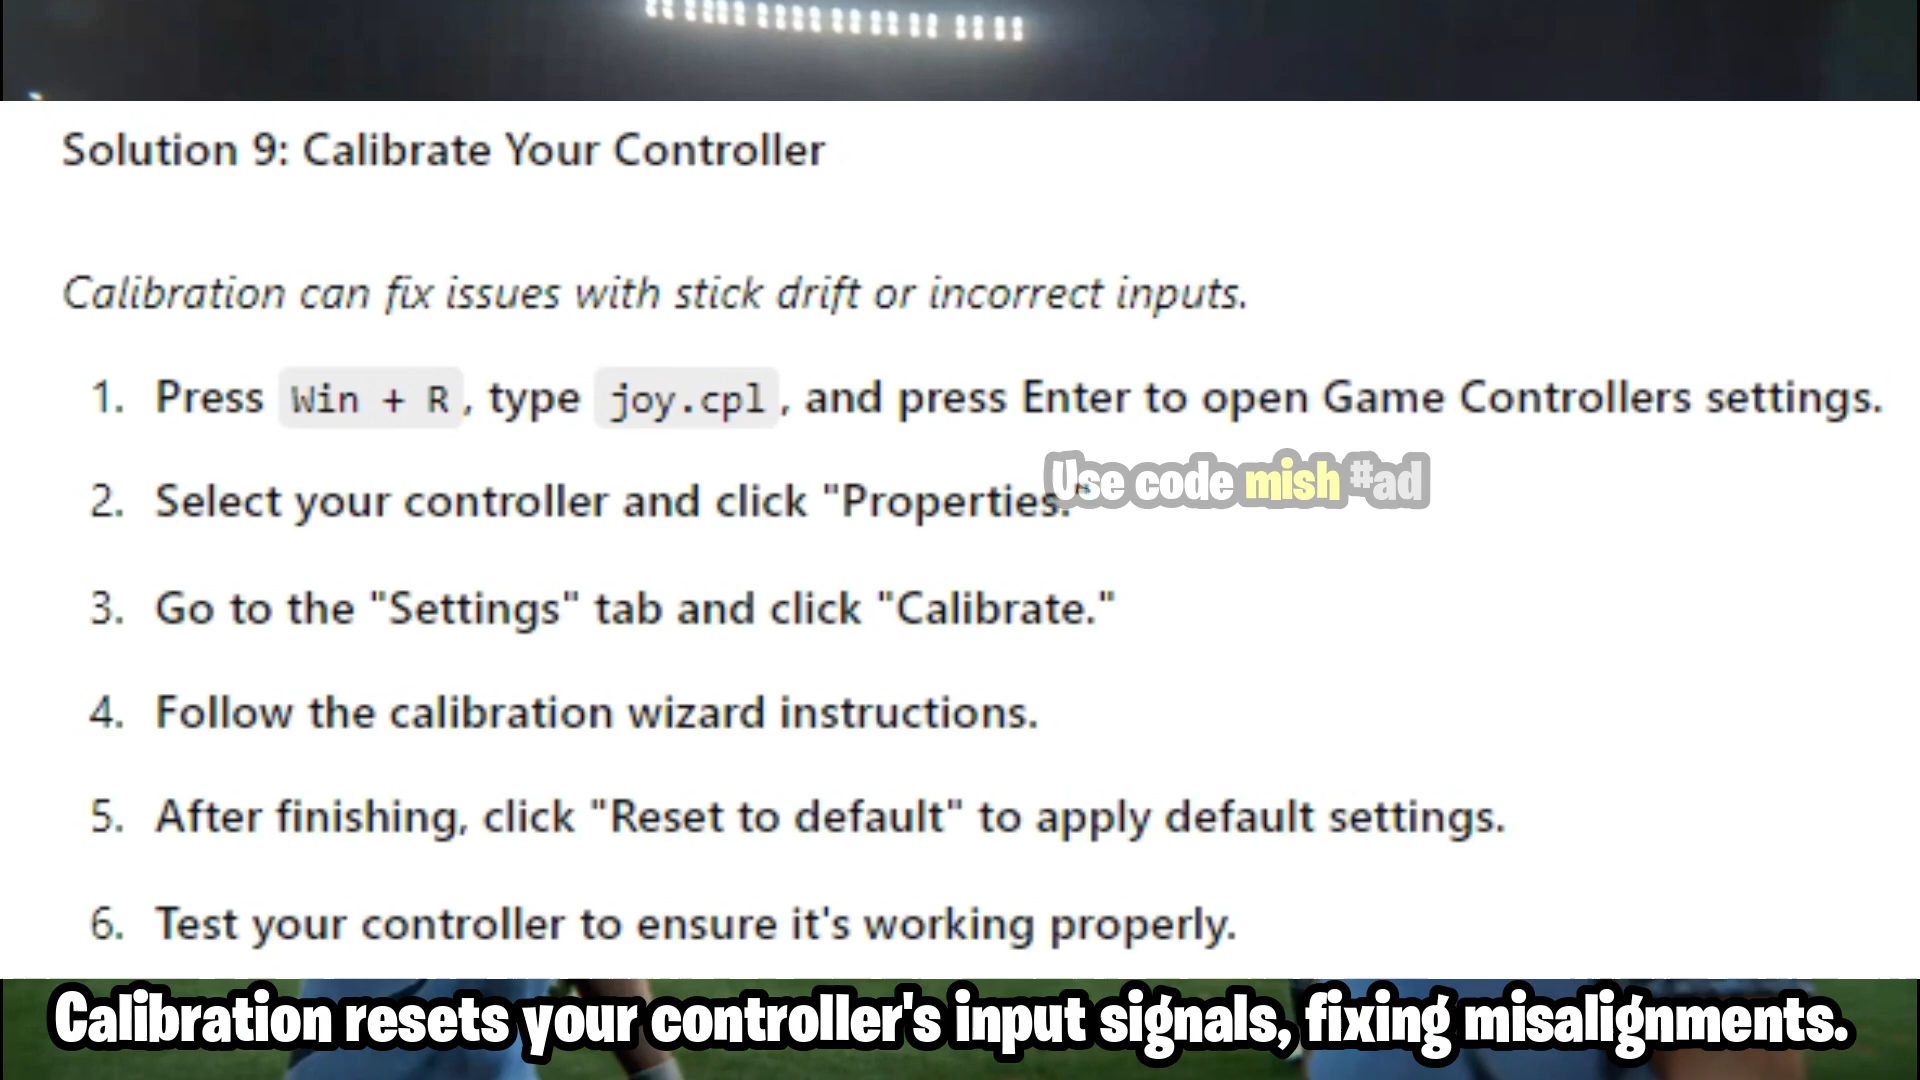 Solution 9: Calibrate Your Controller
Calibration can fix issues with stick drift or incorrect inputs.
1. Press Win + R, type joy.cpl, and press Enter to open Game Controllers settings.
2. Select your controller and click "Properties."
Use code mish #ad
3. Go to the "Settings" tab and click "Calibrate."
4. Follow the calibration wizard instructions.
5. After finishing, click "Reset to default" to apply default settings.
6. Test your controller to ensure it's working properly.
Calibration resets your controller's input signals, fixing misalignments.